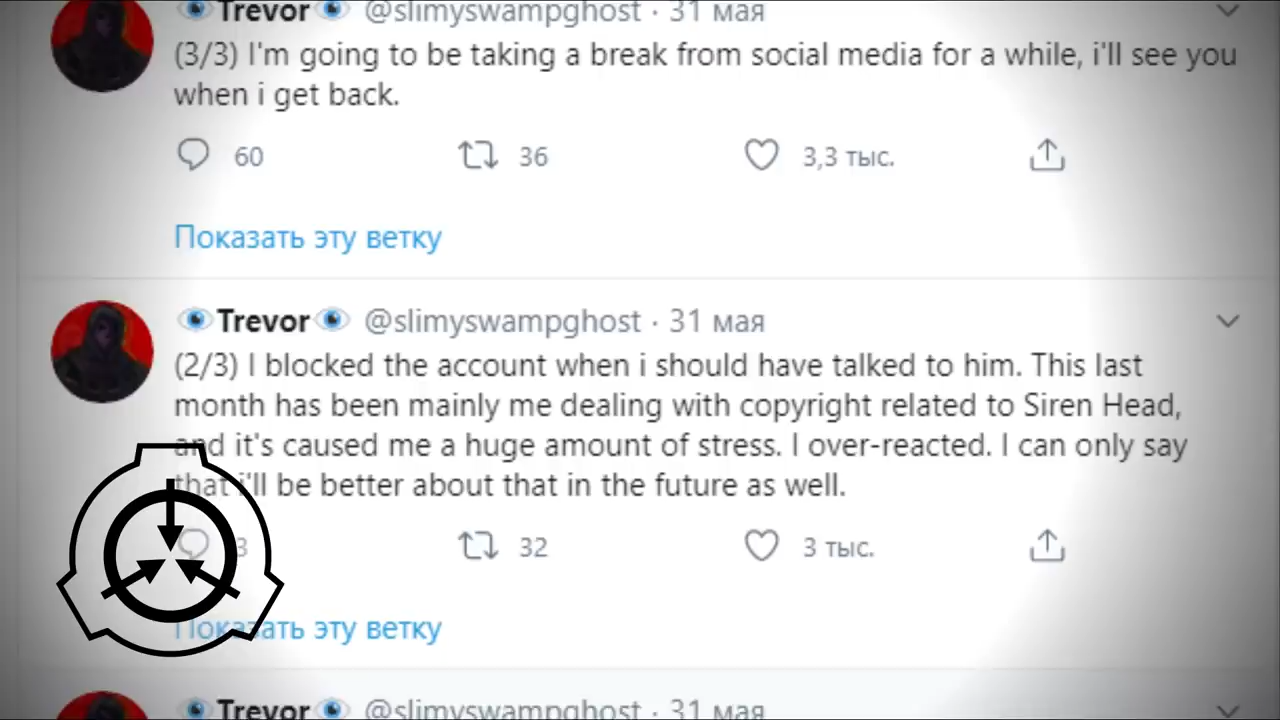 Trevor @slimyswampghost · 31 мая
(3/3) I'm going to be taking a break from social media for a while, i'll see you
when i get back.
60 36 3,3 тыс.
Показать эту ветку
Trevor @slimyswampghost · 31 мая
(2/3) I blocked the account when i should have talked to him. This last
month has been mainly me dealing with copyright related to Siren Head,
and it's caused me a huge amount of stress. I over-reacted. I can only say
that i'll be better about that in the future as well.
3 32 3 тыс.
Показать эту ветку
Trevor @slimyswampghost · 31 мая